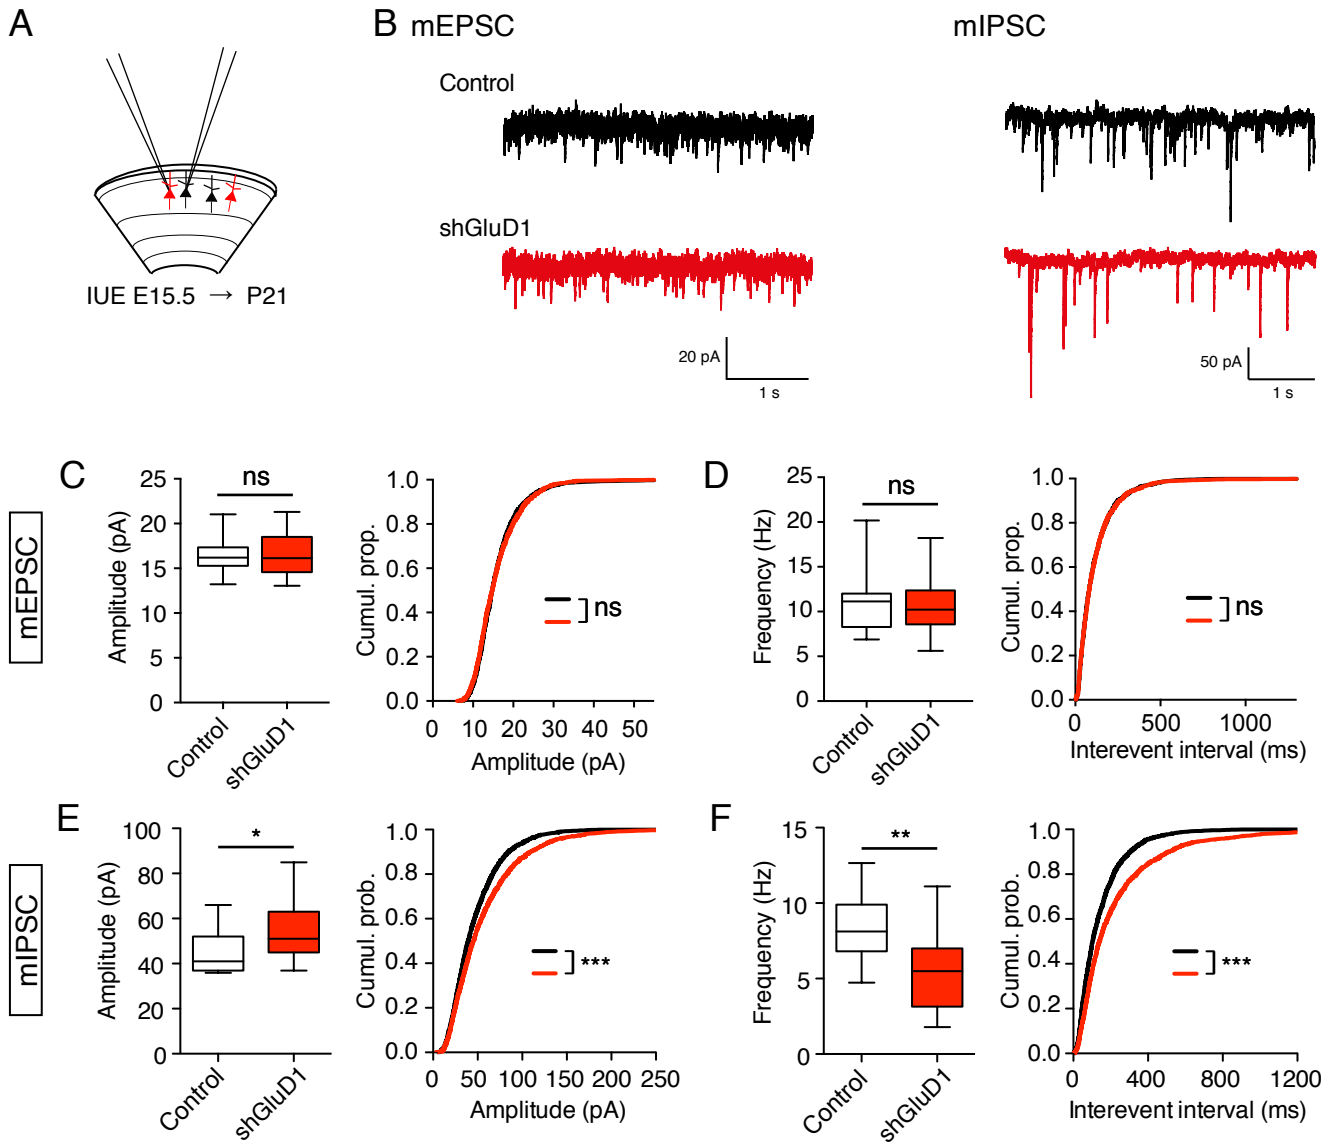 A
IUE E15.5 → P21
B mEPSC
mIPSC
Control
shGluD1
20 pA
1 s
50 pA
1 s
mEPSC
C
Amplitude (pA)
25
20
15
10
5
0
ns
Control
shGluD1
Cumul. prop.
1.0
0.8
0.6
0.4
0.2
0.0
ns
0 10 20 30 40 50
Amplitude (pA)
D
Frequency (Hz)
25
20
15
10
5
0
ns
Control
shGluD1
Cumul. prop.
1.0
0.8
0.6
0.4
0.2
0.0
ns
0 500 1000
Interevent interval (ms)
mIPSC
E
Amplitude (pA)
100
80
60
40
20
0
*
Control
shGluD1
Cumul. prob.
1.0
0.8
0.6
0.4
0.2
0.0
***
0 50 100 150 200 250
Amplitude (pA)
F
Frequency (Hz)
15
10
5
0
**
Control
shGluD1
Cumul. prob.
1.0
0.8
0.6
0.4
0.2
0.0
***
0 400 800 1200
Interevent interval (ms)